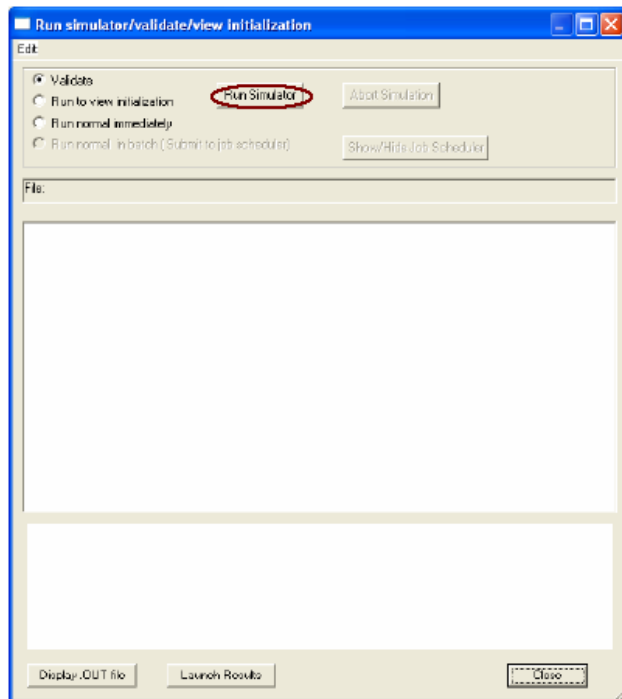 Run simulator/validate/view initialization
Edit
Validate
Run Simulator
Abort Simulation
Run to view initialization
Run normal immediately
Run normal in batch (Submit to job scheduler)
Show/Hide Job Scheduler
File:
Display .OUT file
Launch Results
Close